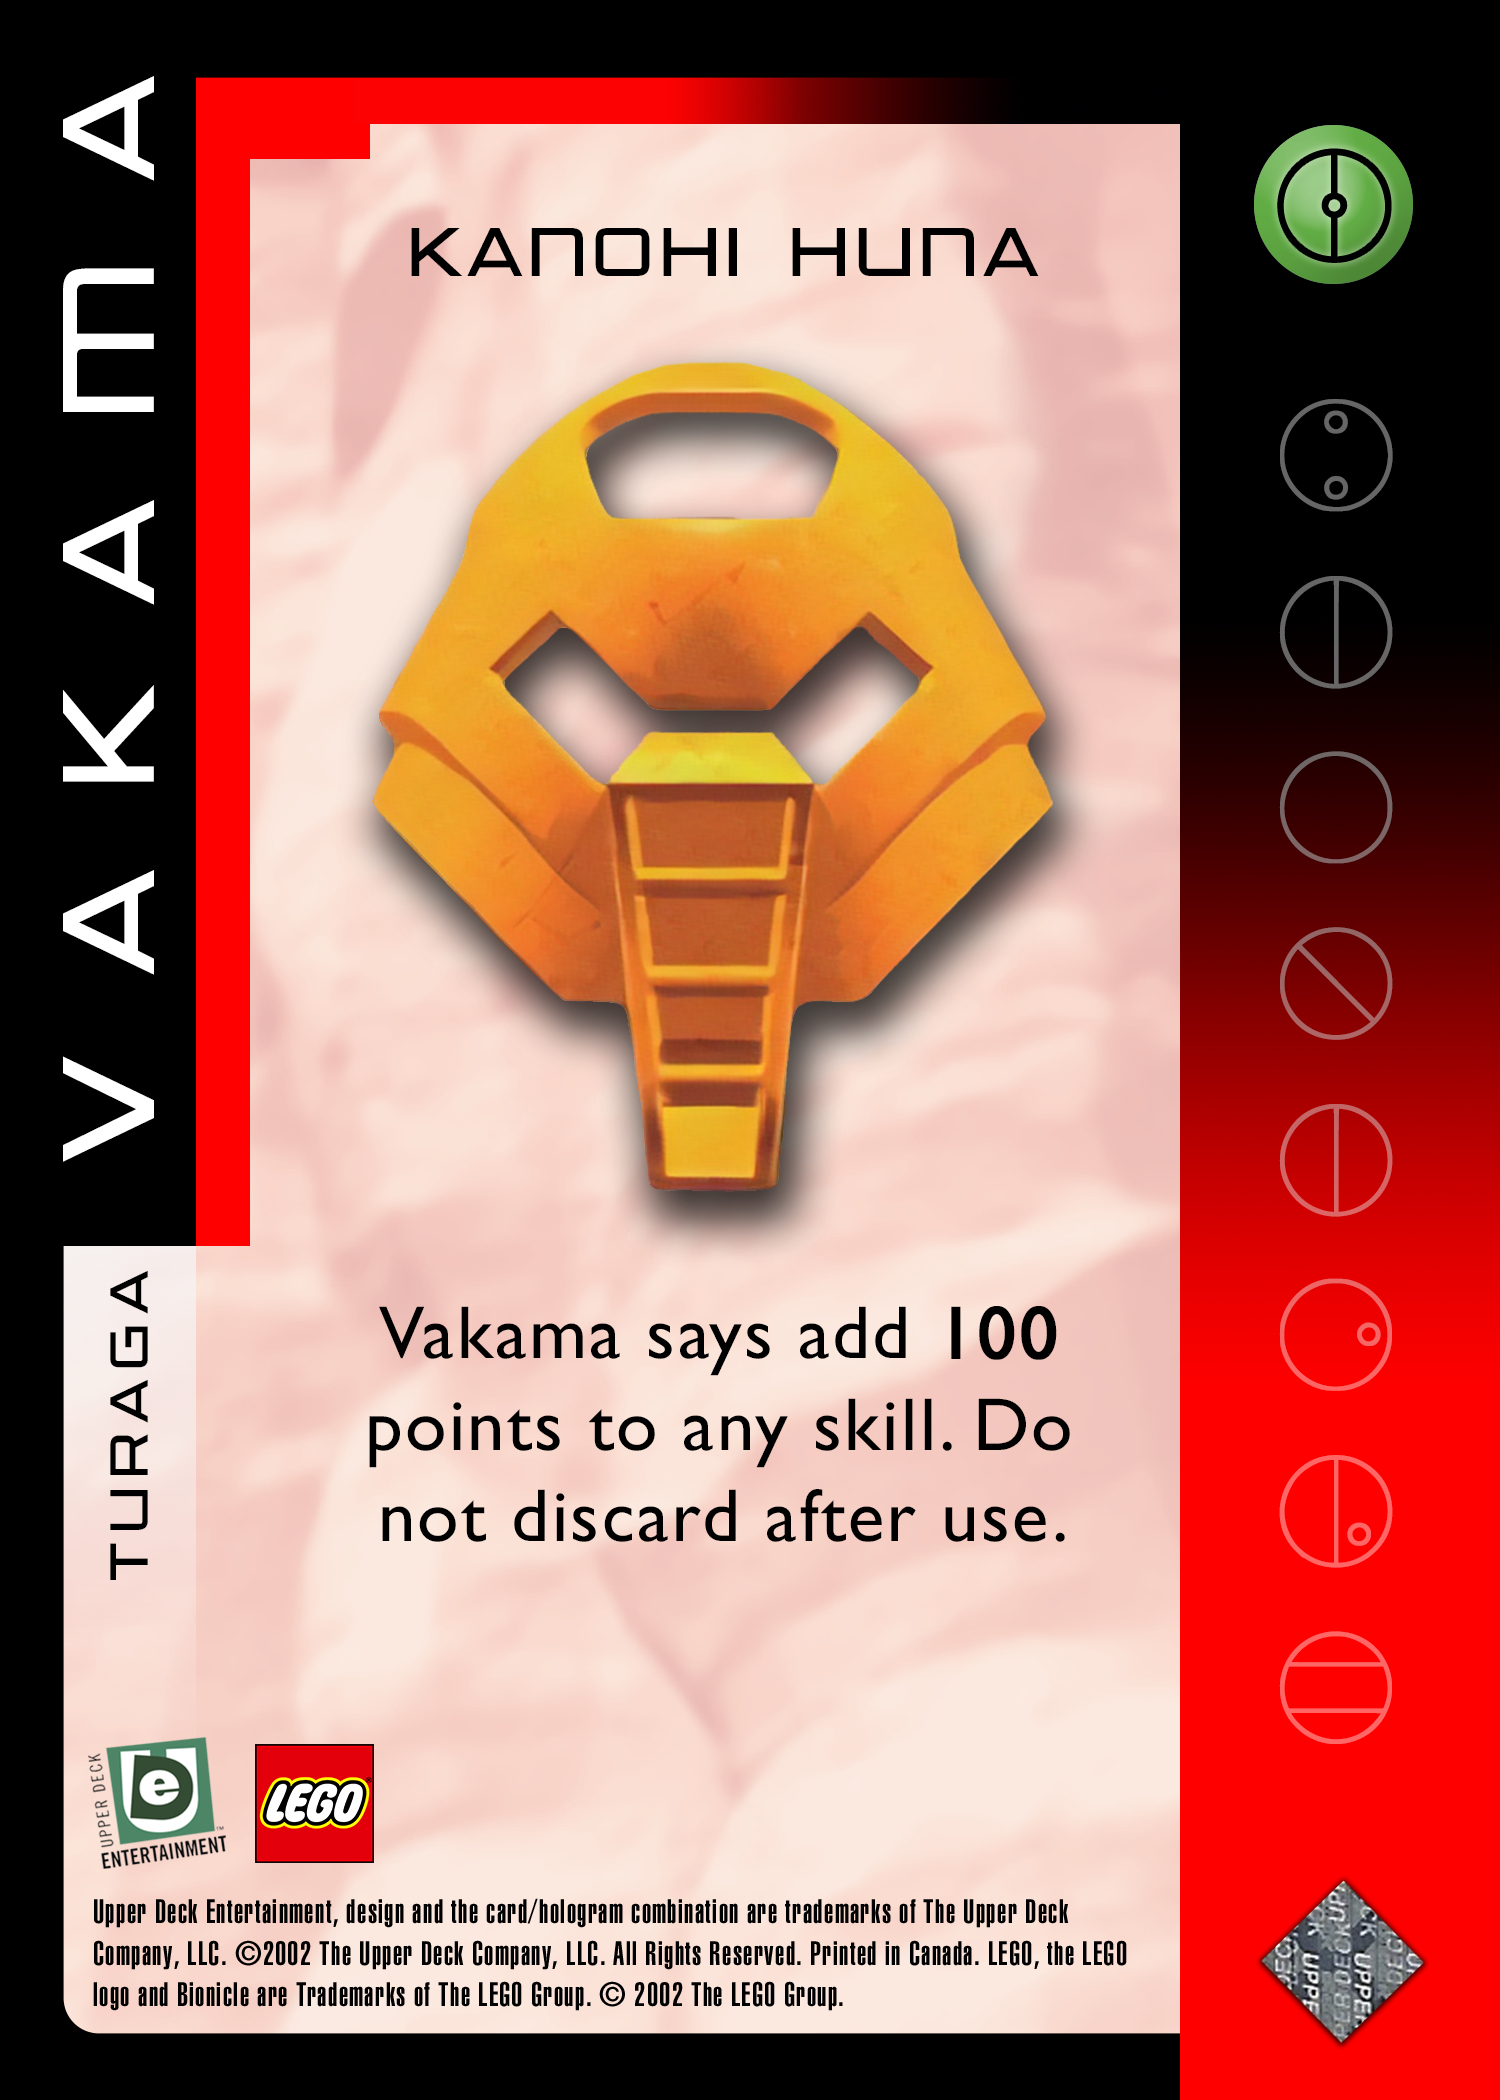 VAKAMA
TURAGA
KANOHI HUNA
Vakama says add 100
points to any skill. Do
not discard after use.
UPPER DECK
e
ENTERTAINMENT
™
LEGO
Upper Deck Entertainment, design and the card/hologram combination are trademarks of The Upper Deck
Company, LLC. ©2002 The Upper Deck Company, LLC. All Rights Reserved. Printed in Canada. LEGO, the LEGO
logo and Bionicle are Trademarks of The LEGO Group. © 2002 The LEGO Group.